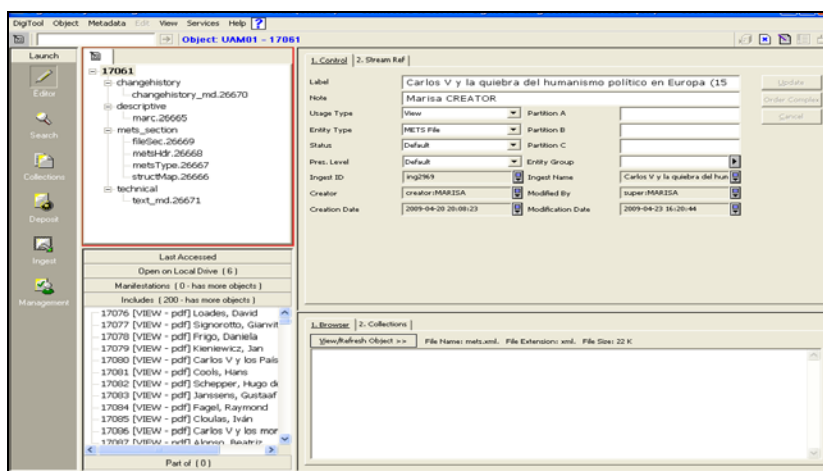 DigiTool Object Metadata Edit View Services Help ?
Object: UAM01 - 17061
Launch
Editor
Search
Collections
Deposit
Ingest
Management
17061
changehistory
changehistory_md.26670
descriptive
marc.26665
mets_section
fileSec.26669
metsHdr.26668
metsType.26667
structMap.26666
technical
text_md.26671
Last Accessed
Open on Local Drive ( 6 )
Manifestations ( 0 - has more objects )
Includes ( 200 - has more objects )
17076 [VIEW - pdf] Loades, David
17077 [VIEW - pdf] Signorotto, Gianvit
17078 [VIEW - pdf] Frigo, Daniela
17079 [VIEW - pdf] Kieniewicz, Jan
17080 [VIEW - pdf] Carlos V y los País
17081 [VIEW - pdf] Cools, Hans
17082 [VIEW - pdf] Schepper, Hugo de
17083 [VIEW - pdf] Janssens, Gustaaf
17084 [VIEW - pdf] Fagel, Raymond
17085 [VIEW - pdf] Cloulas, Iván
17086 [VIEW - pdf] Carlos V y los mor
17087 [VIEW - pdf] Alonso, Beatriz
Part of ( 0 )
1. Control 2. Stream Ref
Label Carlos V y la quiebra del humanismo político en Europa (15
Note Marisa CREATOR
Usage Type View Partition A
Entity Type METS File Partition B
Status Default Partition C
Pres. Level Default Entity Group
Ingest ID ing2969 Ingest Name Carlos V y la quiebra del hun
Creator creator:MARISA Modified By super:MARISA
Creation Date 2009-04-20 20:08:23 Modification Date 2009-04-23 16:20:44
Update
Order Complex
Cancel
1. Browser 2. Collections
View/Refresh Object >> File Name: mets.xml. File Extension: xml. File Size: 22 K